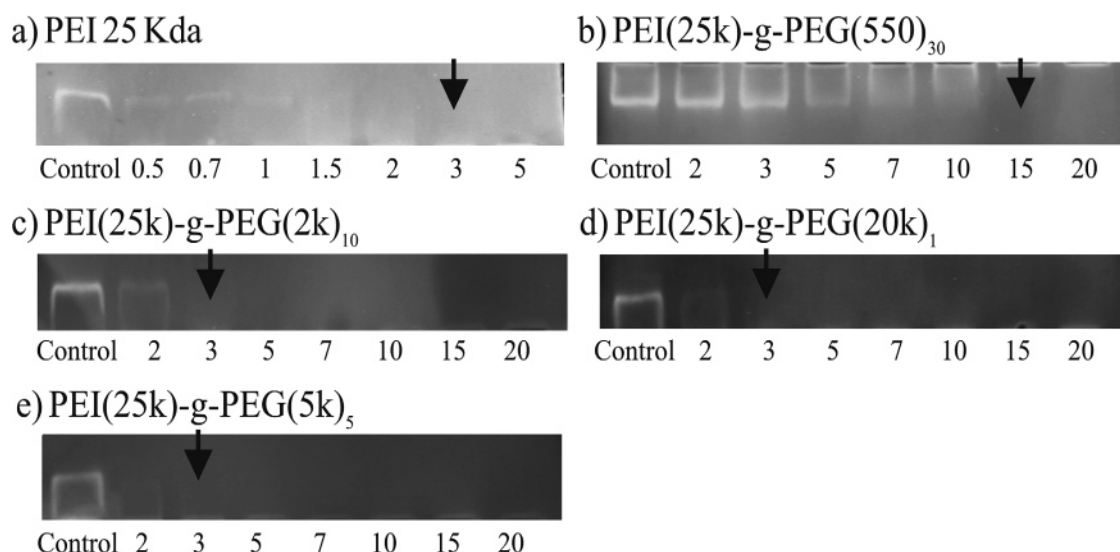 a) PEI 25 Kda
Control 0.5 0.7 1 1.5 2 3 5
b) PEI(25k)-g-PEG(550)30
Control 2 3 5 7 10 15 20
c) PEI(25k)-g-PEG(2k)10
Control 2 3 5 7 10 15 20
d) PEI(25k)-g-PEG(20k)1
Control 2 3 5 7 10 15 20
e) PEI(25k)-g-PEG(5k)5
Control 2 3 5 7 10 15 20